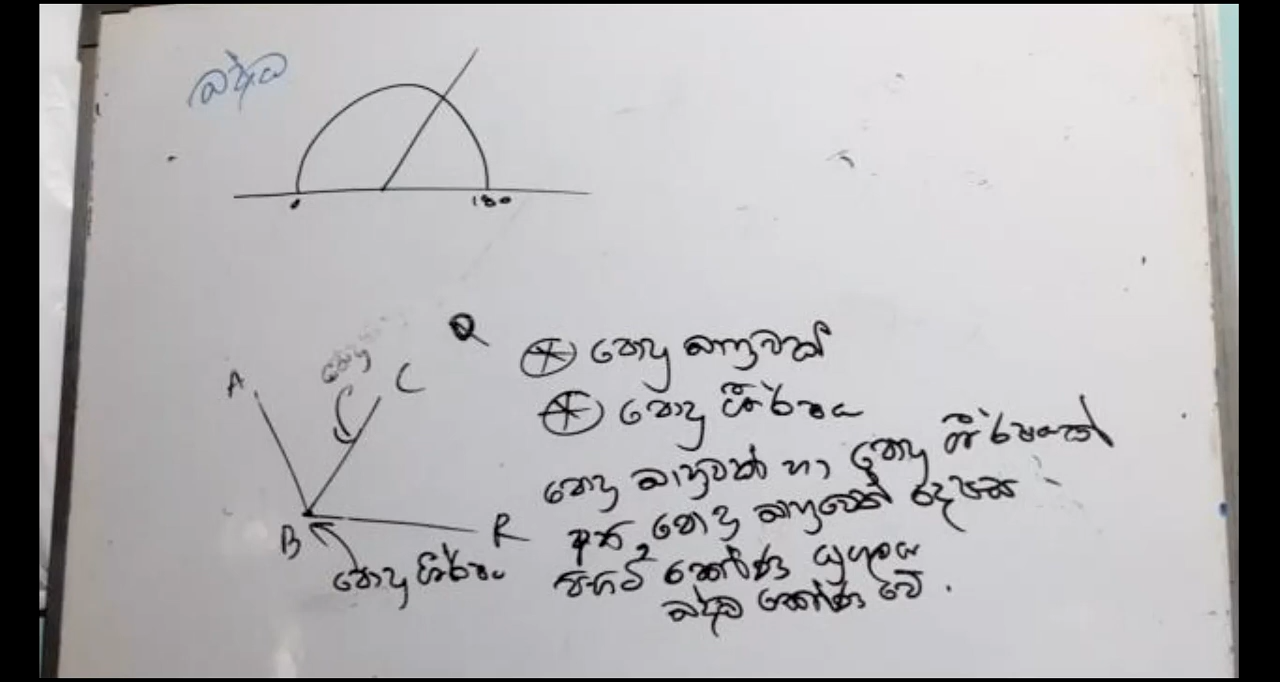 බද්ධ
0 180
පොදු
A C Q
B R
පොදු ශීර්ෂය
පොදු බාහුවක්
පොදු ශීර්ෂය
පොදු බාහුවක් හා පොදු ශීර්ෂයක්
ඇති, පොදු බාහුවෙන් දෙපස
පිහිටි කෝණ යුගලය
බද්ධ කෝණ වේ.